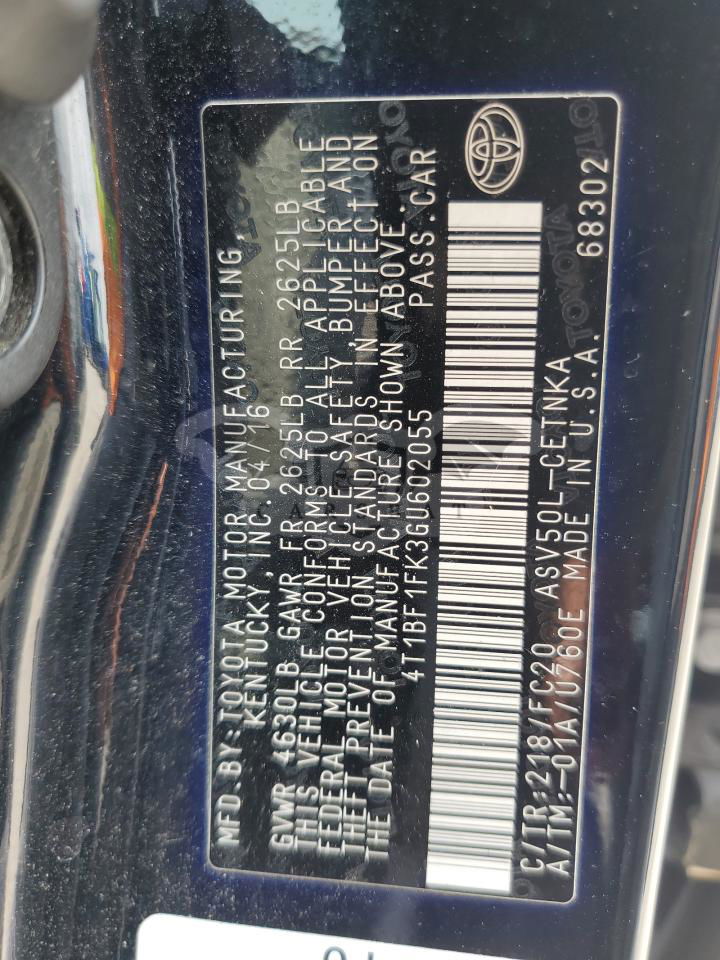 MFD. BY: TOYOTA MOTOR MANUFACTURING
KENTUCKY, INC. 04/16
GVWR 4630LB GAWR FR 2625LB RR 2625LB
THIS VEHICLE CONFORMS TO ALL APPLICABLE
FEDERAL MOTOR VEHICLE SAFETY, BUMPER AND
THEFT PREVENTION STANDARDS IN EFFECT ON
THE DATE OF MANUFACTURE SHOWN ABOVE.
4T1BF1FK3GU602055 PASS.CAR
C/TR: 218/FC20 ASV50L-CETNKA
A/TM:-01A/U760E MADE IN U.S.A. 68302
TOYOTA